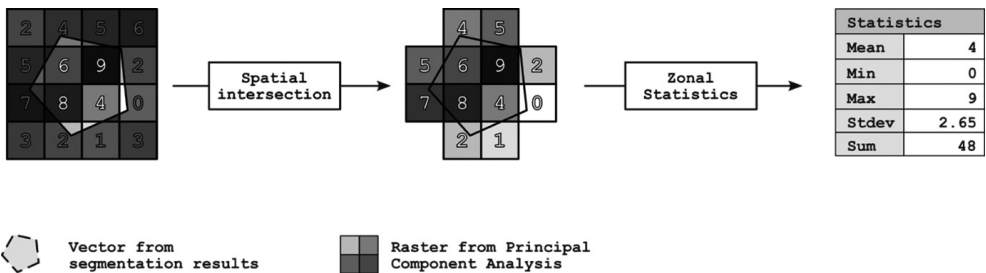 2 4 5 6
5 6 9 2
7 8 4 0
3 2 1 3
Spatial
intersection
4 5
5 6 9 2
7 8 4 0
2 1
Zonal
Statistics
Statistics
Mean 4
Min 0
Max 9
Stdev 2.65
Sum 48
Vector from
segmentation results
Raster from Principal
Component Analysis